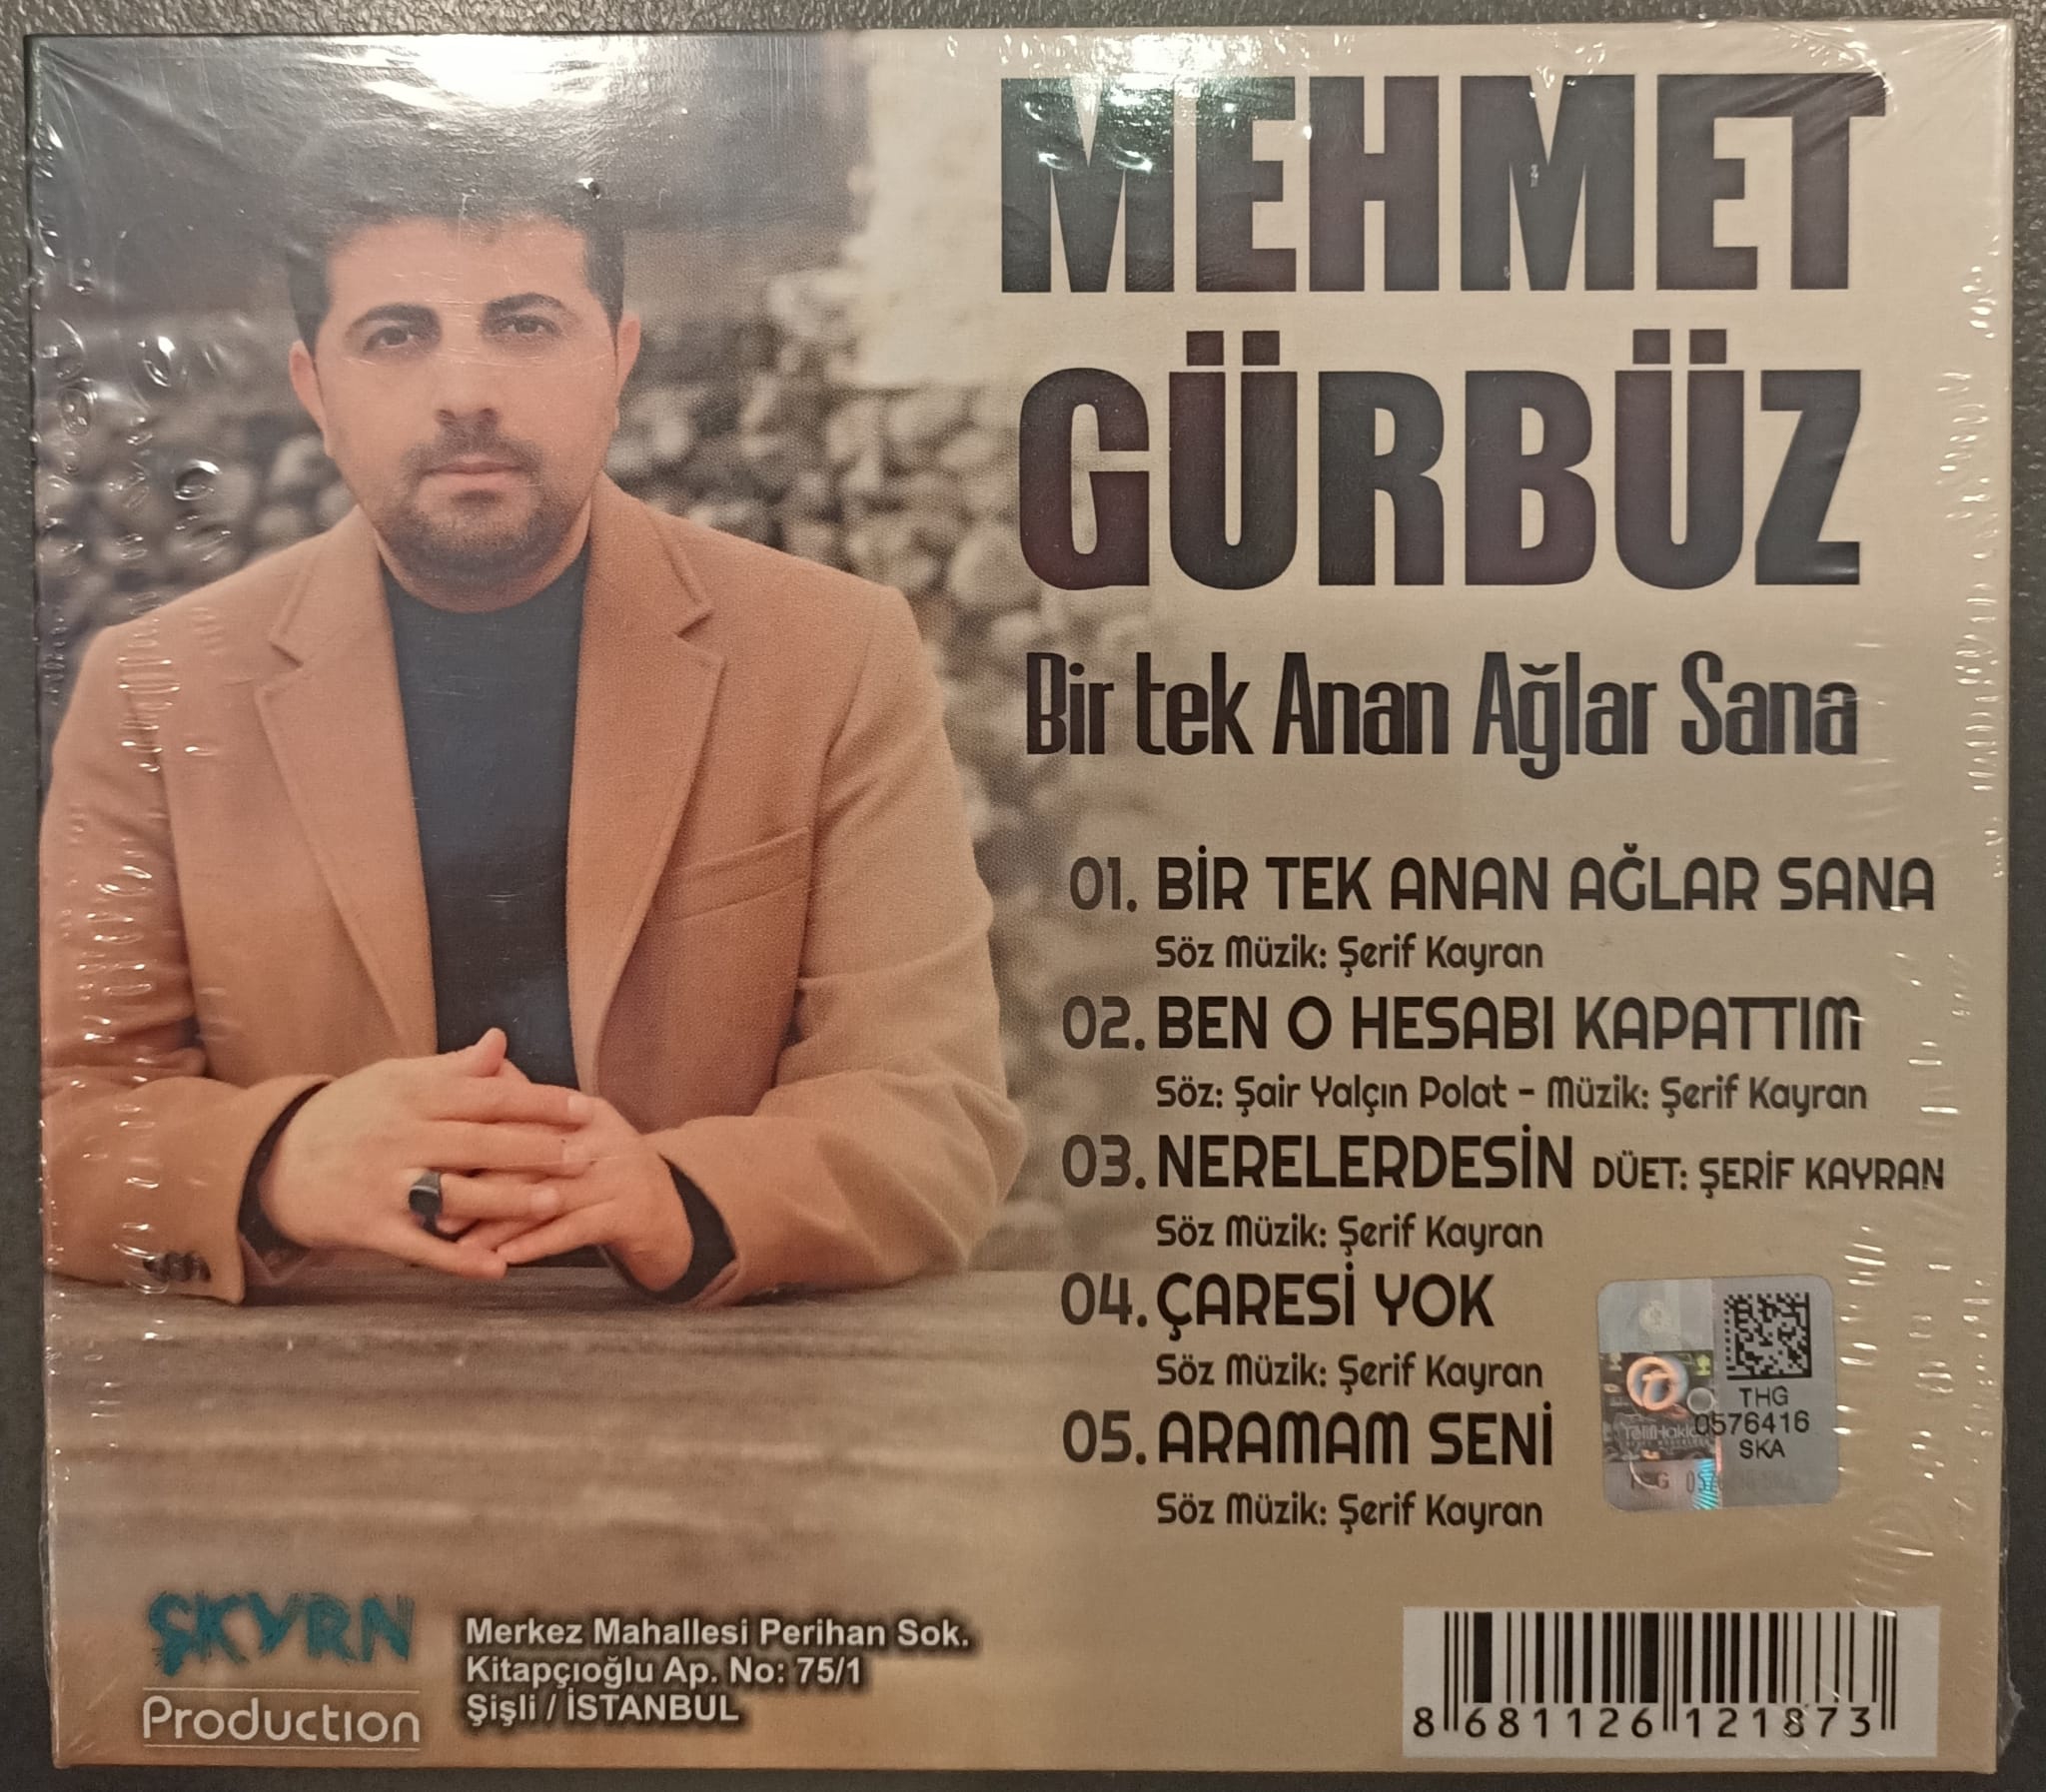 MEHMET
GÜRBÜZ
Bir tek Anan Ağlar Sana
01. BİR TEK ANAN AĞLAR SANA
Söz Müzik: Şerif Kayran
02. BEN O HESABI KAPATTIM
Söz: Şair Yalçın Polat - Müzik: Şerif Kayran
03. NERELERDESİN DÜET: ŞERİF KAYRAN
Söz Müzik: Şerif Kayran
04. ÇARESİ YOK
Söz Müzik: Şerif Kayran
05. ARAMAM SENİ
Söz Müzik: Şerif Kayran
THG
0576416
SKA
ŞKYRN
Production
Merkez Mahallesi Perihan Sok.
Kitapçıoğlu Ap. No: 75/1
Şişli / İSTANBUL
8 681126 121873